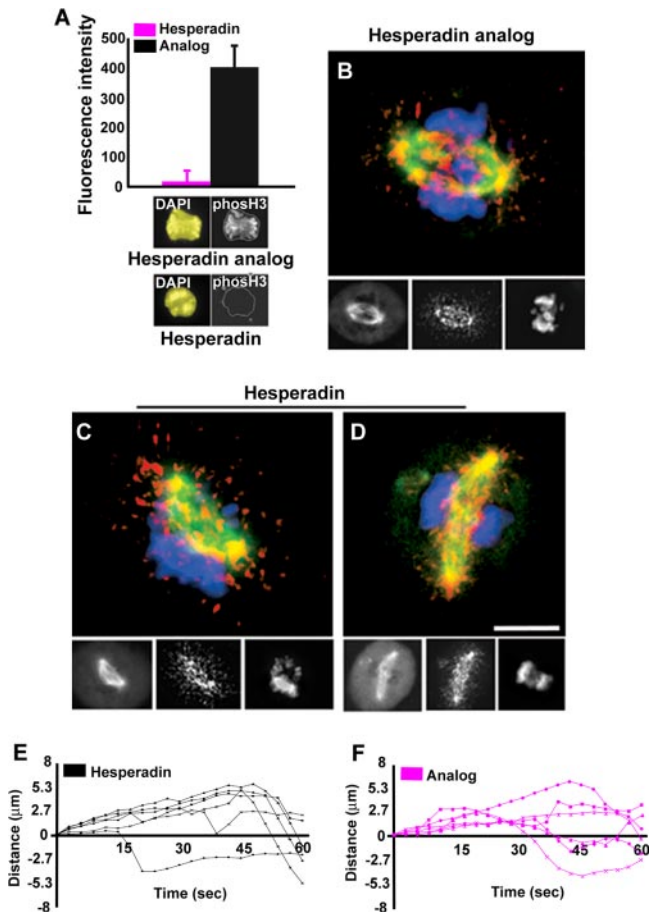 A
Hesperadin
Analog
Fluorescence intensity
500
400
300
200
100
0
DAPI phosH3
Hesperadin analog
DAPI phosH3
Hesperadin
Hesperadin analog
B
Hesperadin
C
D
E
Hesperadin
Distance (µm)
8
5.3
2.7
0
-2.7
-5.3
15 30 45 60
Time (sec)
F
Analog
Distance (µm)
8
5.3
2.7
0
-2.7
-5.3
15 30 45 60
Time (sec)